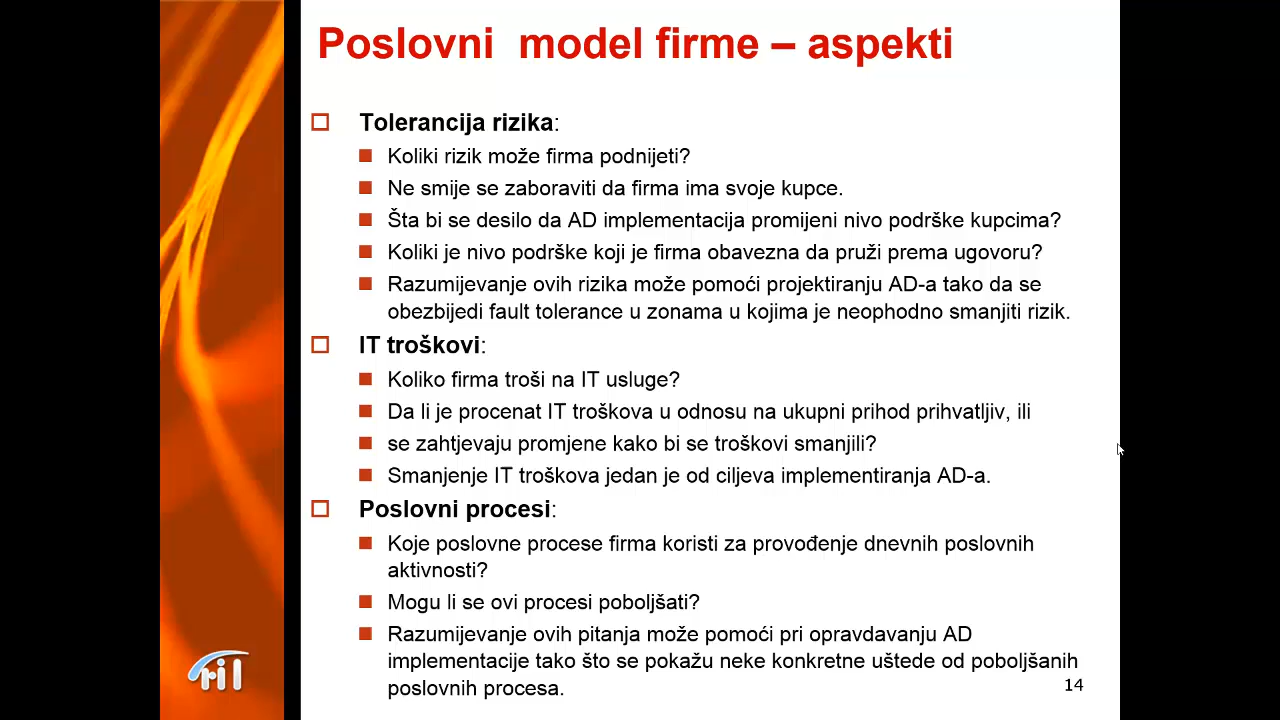 Poslovni model firme – aspekti
Tolerancija rizika:
Koliki rizik može firma podnijeti?
Ne smije se zaboraviti da firma ima svoje kupce.
Šta bi se desilo da AD implementacija promijeni nivo podrške kupcima?
Koliki je nivo podrške koji je firma obavezna da pruži prema ugovoru?
Razumijevanje ovih rizika može pomoći projektiranju AD-a tako da se
obezbijedi fault tolerance u zonama u kojima je neophodno smanjiti rizik.
IT troškovi:
Koliko firma troši na IT usluge?
Da li je procenat IT troškova u odnosu na ukupni prihod prihvatljiv, ili
se zahtjevaju promjene kako bi se troškovi smanjili?
Smanjenje IT troškova jedan je od ciljeva implementiranja AD-a.
Poslovni procesi:
Koje poslovne procese firma koristi za provođenje dnevnih poslovnih
aktivnosti?
Mogu li se ovi procesi poboljšati?
Razumijevanje ovih pitanja može pomoći pri opravdavanju AD
implementacije tako što se pokažu neke konkretne uštede od poboljšanih
poslovnih procesa.
14
ril